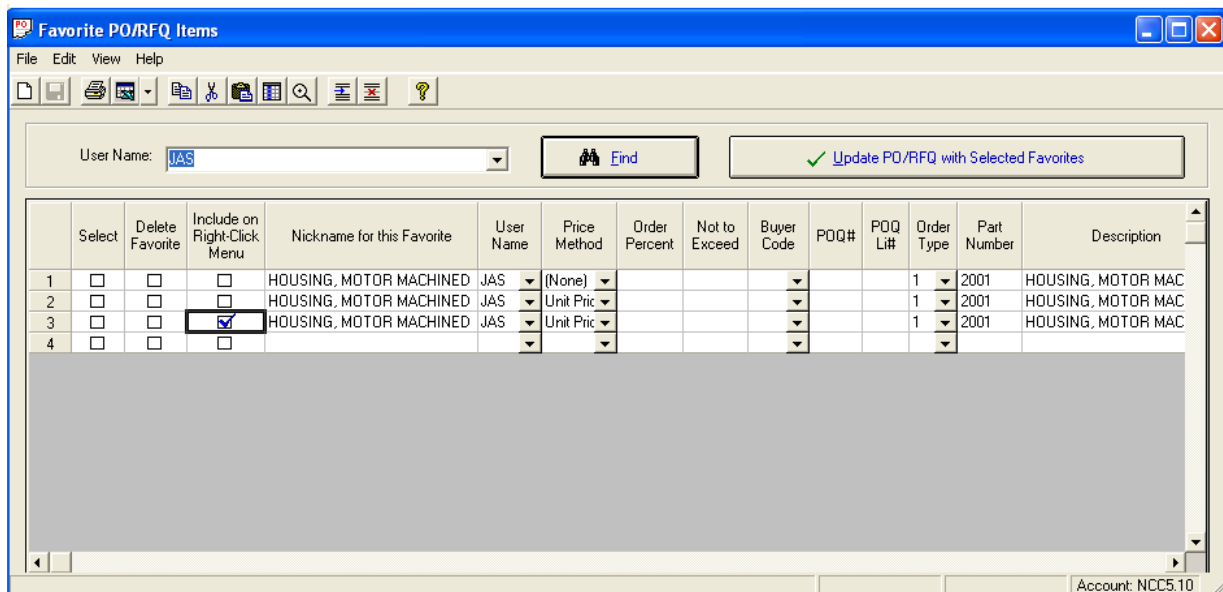 PO Favorite PO/RFQ Items
File Edit View Help
User Name: JAS Find Update PO/RFQ with Selected Favorites
Select Delete Favorite Include on Right-Click Menu Nickname for this Favorite User Name Price Method Order Percent Not to Exceed Buyer Code POQ# POQ Li# Order Type Part Number Description
1 HOUSING, MOTOR MACHINED JAS (None) 1 2001 HOUSING, MOTOR MAC
2 HOUSING, MOTOR MACHINED JAS Unit Pric 1 2001 HOUSING, MOTOR MAC
3 HOUSING, MOTOR MACHINED JAS Unit Pric 1 2001 HOUSING, MOTOR MAC
4
Account: NCC5.10